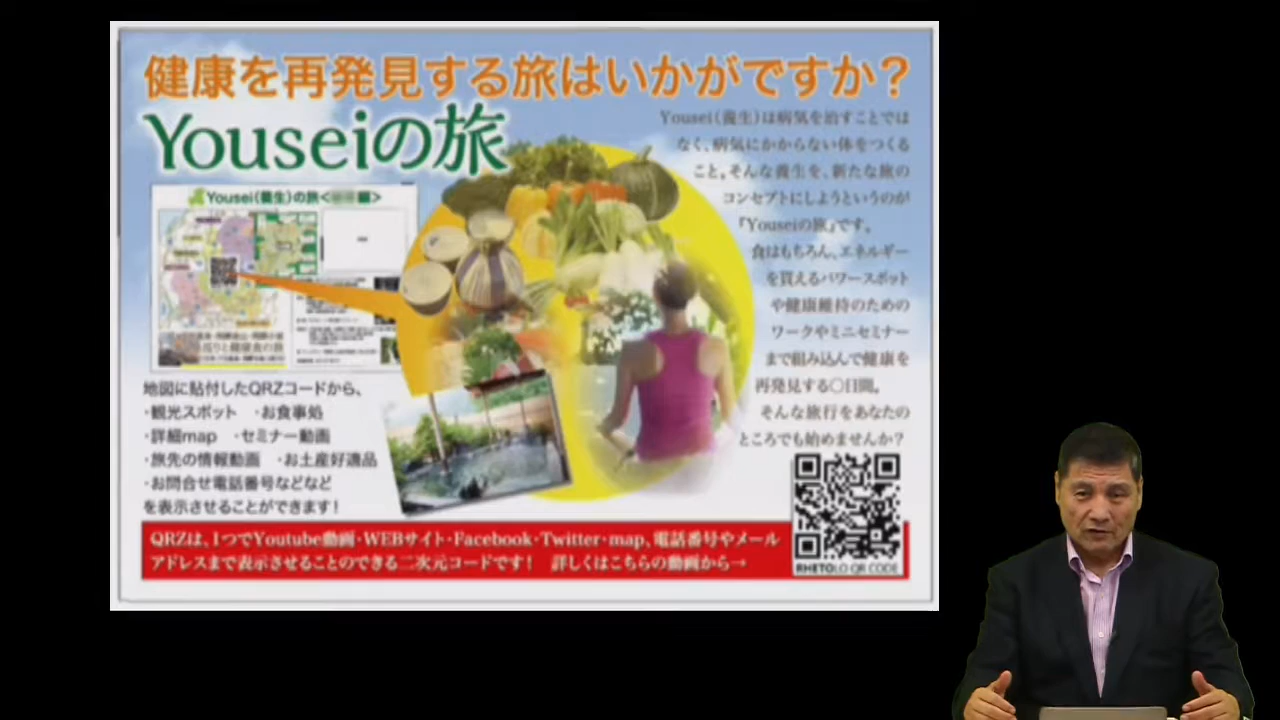 健康を再発見する旅はいかがですか？
Youseiの旅
Yousei（養生）は病気を治すことでは
なく、病気にかからない体をつくる
こと。そんな養生を、新たな旅の
コンセプトにしようというのが
『Youseiの旅』です。
食はもちろん、エネルギー
を貰えるパワースポット
や健康維持のための
ワークやミニセミナー
まで組み込んで健康を
再発見する〇日間。
そんな旅行をあなたの
ところでも始めませんか？
Yousei（養生）の旅
地図に貼付したQRZコードから、
・観光スポット　・お食事処
・詳細map　・セミナー動画
・旅先の情報動画　・お土産好適品
・お問合せ電話番号などなど
を表示させることができます！
QRZは、1つでYoutube動画・WEBサイト・Facebook・Twitter・map、電話番号やメール
アドレスまで表示させることのできる二次元コードです！　詳しくはこちらの動画から→
RHETOLO QR CODE